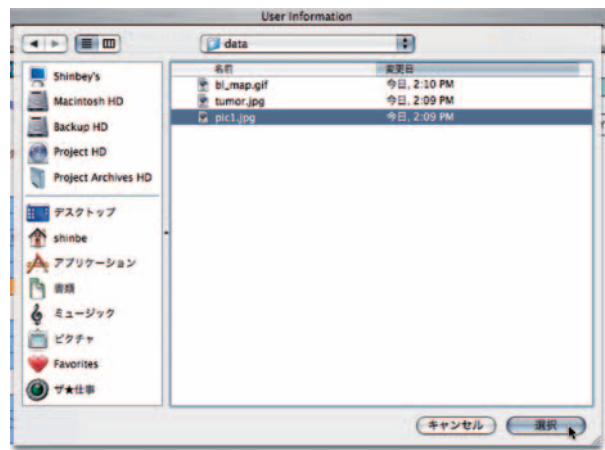 User Information
data
Shinbey's
Macintosh HD
Backup HD
Project HD
Project Archives HD
デスクトップ
shinbe
アプリケーション
書類
ミュージック
ピクチャ
Favorites
ザ★仕事
名前 変更日
bl_map.gif 今日, 2:10 PM
tumor.jpg 今日, 2:09 PM
pic1.jpg 今日, 2:09 PM
キャンセル 選択